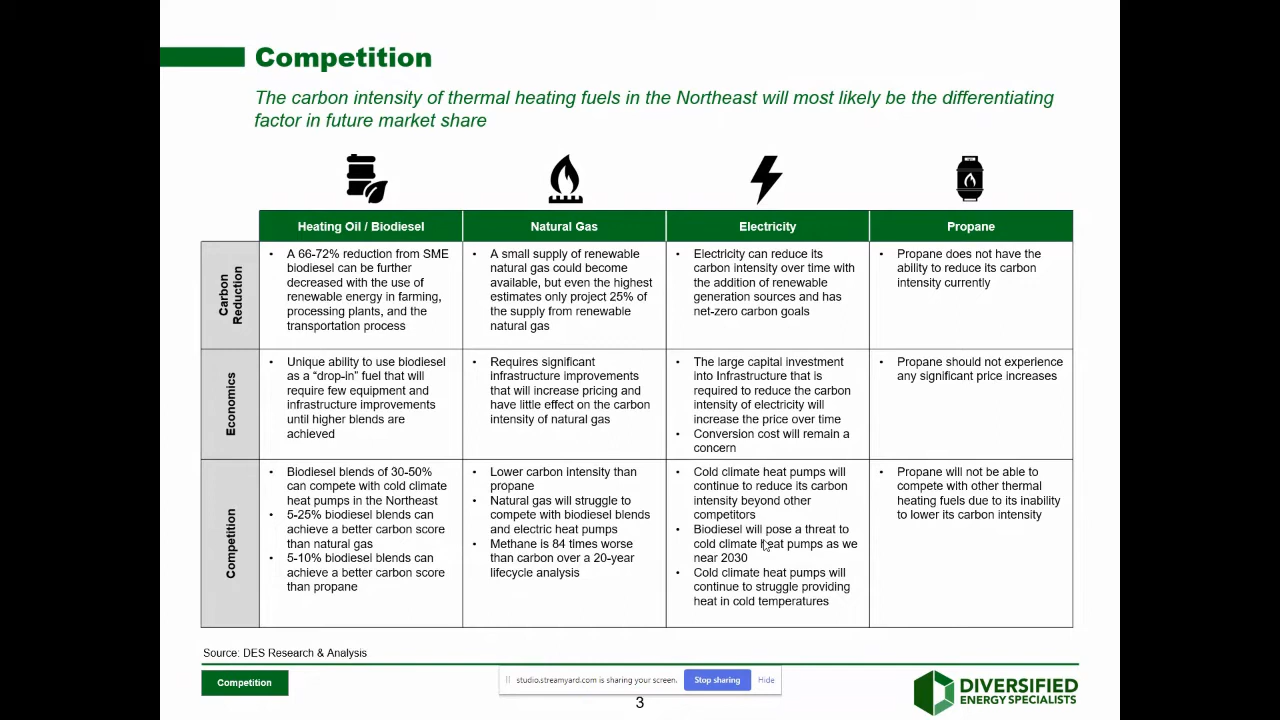 Competition
The carbon intensity of thermal heating fuels in the Northeast will most likely be the differentiating
factor in future market share
Heating Oil / Biodiesel
Natural Gas
Electricity
Propane
Carbon
Reduction
• A 66-72% reduction from SME
biodiesel can be further
decreased with the use of
renewable energy in farming,
processing plants, and the
transportation process
• A small supply of renewable
natural gas could become
available, but even the highest
estimates only project 25% of
the supply from renewable
natural gas
• Electricity can reduce its
carbon intensity over time with
the addition of renewable
generation sources and has
net-zero carbon goals
• Propane does not have the
ability to reduce its carbon
intensity currently
Economics
• Unique ability to use biodiesel
as a “drop-in” fuel that will
require few equipment and
infrastructure improvements
until higher blends are
achieved
• Requires significant
infrastructure improvements
that will increase pricing and
have little effect on the carbon
intensity of natural gas
• The large capital investment
into Infrastructure that is
required to reduce the carbon
intensity of electricity will
increase the price over time
• Conversion cost will remain a
concern
• Propane should not experience
any significant price increases
Competition
• Biodiesel blends of 30-50%
can compete with cold climate
heat pumps in the Northeast
• 5-25% biodiesel blends can
achieve a better carbon score
than natural gas
• 5-10% biodiesel blends can
achieve a better carbon score
than propane
• Lower carbon intensity than
propane
• Natural gas will struggle to
compete with biodiesel blends
and electric heat pumps
• Methane is 84 times worse
than carbon over a 20-year
lifecycle analysis
• Cold climate heat pumps will
continue to reduce its carbon
intensity beyond other
competitors
• Biodiesel will pose a threat to
cold climate heat pumps as we
near 2030
• Cold climate heat pumps will
continue to struggle providing
heat in cold temperatures
• Propane will not be able to
compete with other thermal
heating fuels due to its inability
to lower its carbon intensity
Source: DES Research & Analysis
Competition
studio.streamyard.com is sharing your screen.
Stop sharing
Hide
3
DIVERSIFIED
ENERGY SPECIALISTS